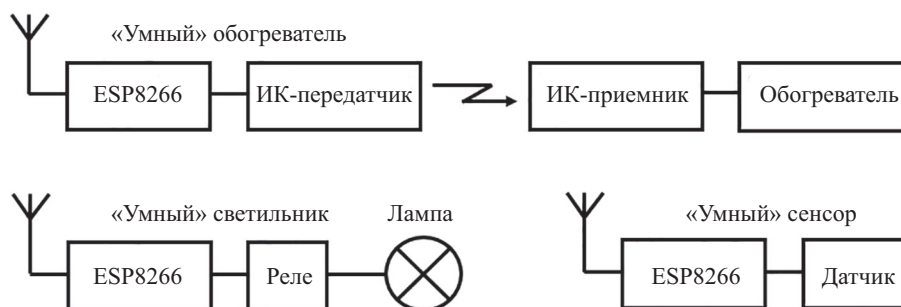 «Умный» обогреватель
ESP8266 ИК-передатчик ИК-приемник Обогреватель
«Умный» светильник Лампа «Умный» сенсор
ESP8266 Реле ESP8266 Датчик